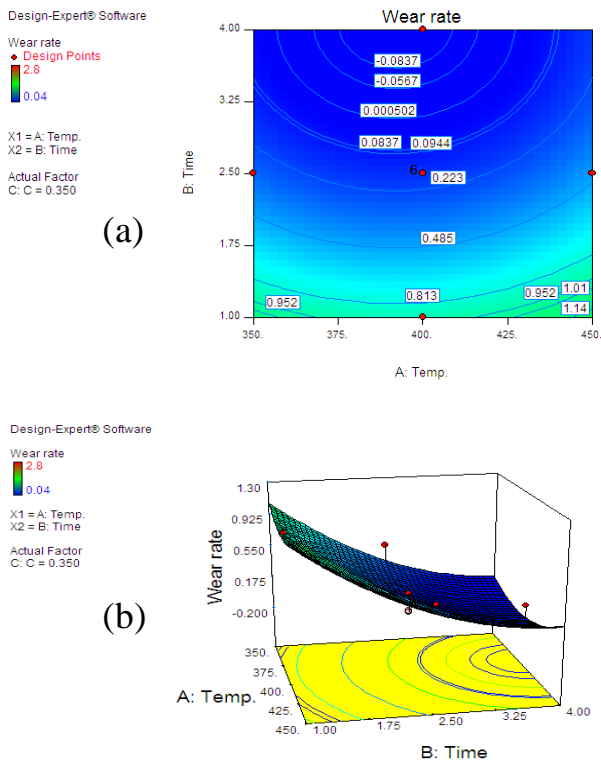 Design-Expert® Software
Wear rate
Design Points
2.8
0.04
X1 = A: Temp.
X2 = B: Time
Actual Factor
C: C = 0.350
(a)
Wear rate
4.00
3.25
2.50
1.75
1.00
B: Time
-0.0837
-0.0567
0.000502
0.0837 0.0944
6
0.223
0.485
0.952 0.813 0.952 1.01
1.14
350. 375. 400. 425. 450.
A: Temp.
Design-Expert® Software
Wear rate
2.8
0.04
X1 = A: Temp.
X2 = B: Time
Actual Factor
C: C = 0.350
(b)
1.30
0.925
0.550
0.175
-0.200
Wear rate
350.
375.
400.
425.
450.
A: Temp.
1.00 1.75 2.50 3.25 4.00
B: Time